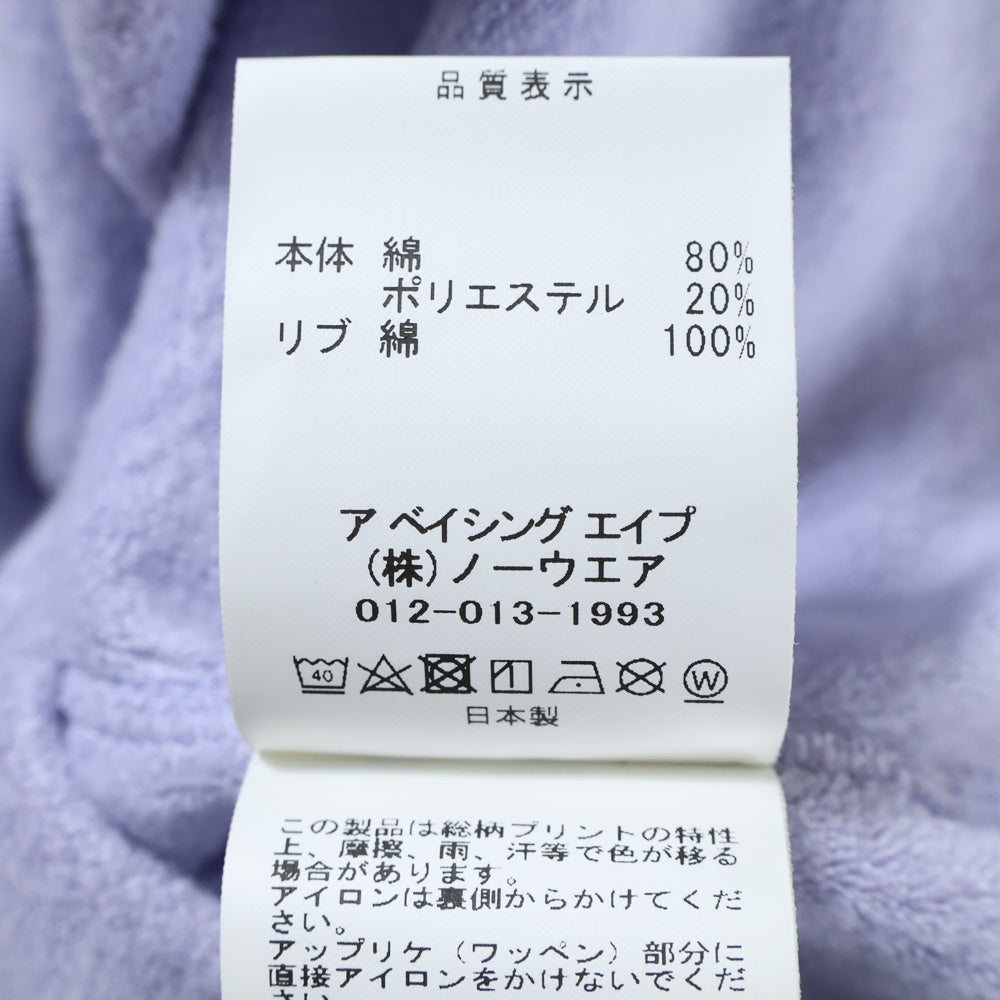 品質表示
本体 綿 80%
ポリエステル 20%
リブ 綿 100%
ア ベイシング エイプ
(株)ノーウエア
012-013-1993
40 W
日本製
この製品は総柄プリントの特性
上、摩擦、雨、汗等で色が移る
場合があります。
アイロンは裏側からかけてくだ
さい。
アップリケ（ワッペン）部分に
直接アイロンをかけないでくだ
さい